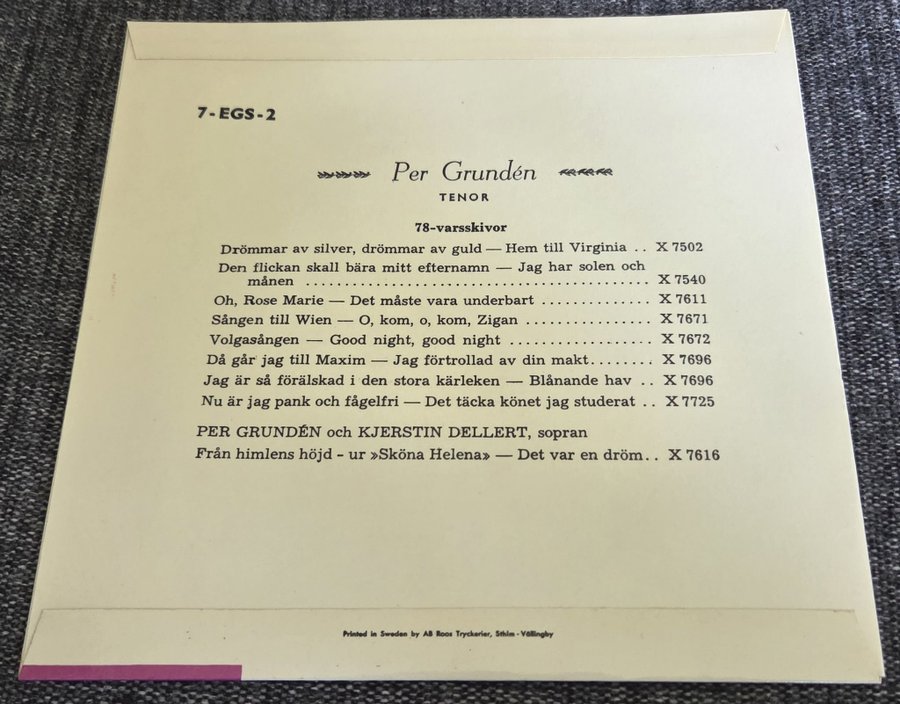 7-EGS-2
Per Grundén
TENOR
78-varsskivor
Drömmar av silver, drömmar av guld — Hem till Virginia .. X 7502
Den flickan skall bära mitt efternamn — Jag har solen och
månen ............................................. X 7540
Oh, Rose Marie — Det måste vara underbart .............. X 7611
Sången till Wien — O, kom, o, kom, Zigan ................ X 7671
Volgasången — Good night, good night .................. X 7672
Då går jag till Maxim — Jag förtrollad av din makt........ X 7696
Jag är så förälskad i den stora kärleken — Blånande hav .. X 7696
Nu är jag pank och fågelfri — Det täcka könet jag studerat .. X 7725
PER GRUNDÉN och KJERSTIN DELLERT, sopran
Från himlens höjd - ur »Sköna Helena» — Det var en dröm.. X 7616
Printed in Sweden by AB Roos Tryckerier, Sthlm - Vällingby